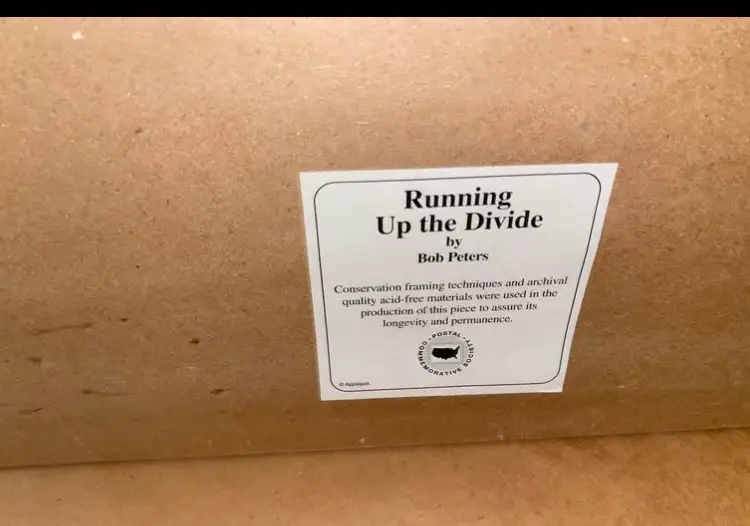 Running
Up the Divide
by
Bob Peters
Conservation framing techniques and archival
quality acid-free materials were used in the
production of this piece to assure its
longevity and permanence.
• POSTAL •
COMMEMORATIVE SOCIETY
© Applejack